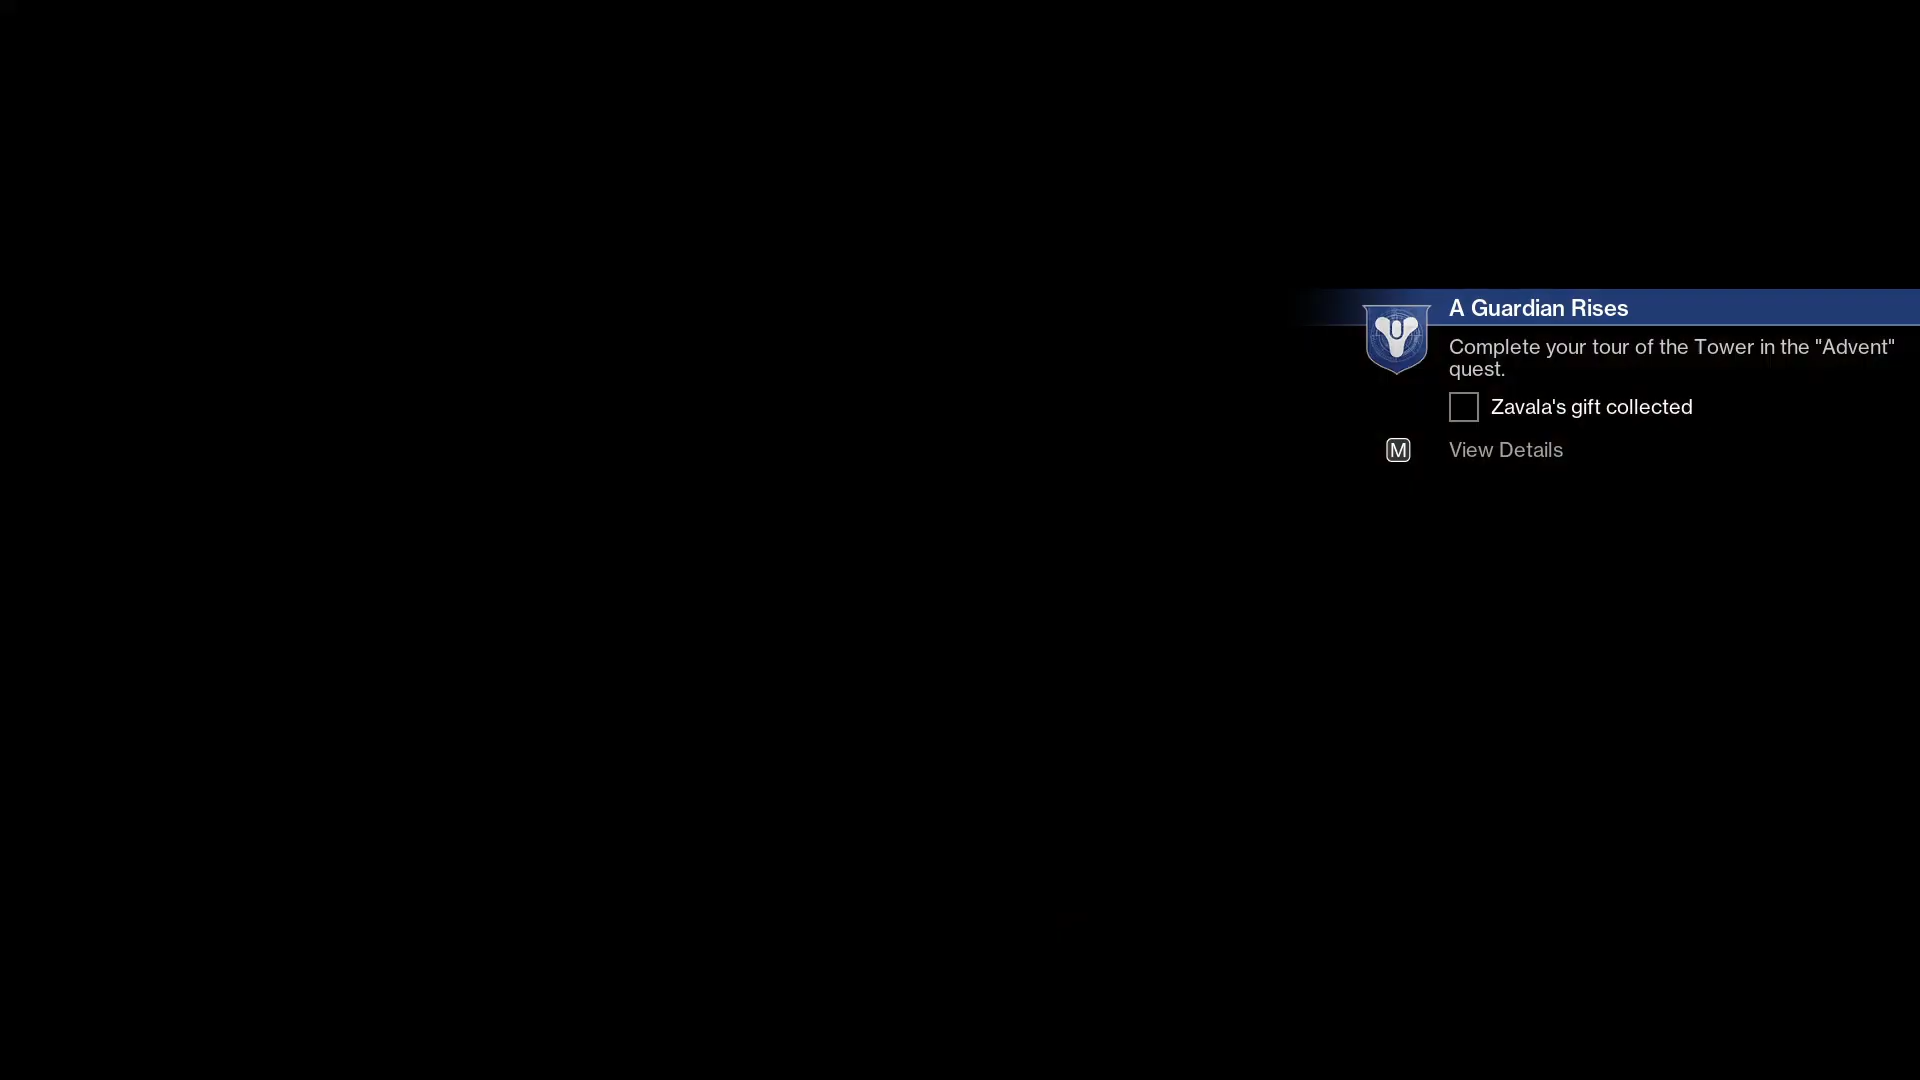 A Guardian Rises
Complete your tour of the Tower in the "Advent"
quest.
Zavala's gift collected
M
View Details